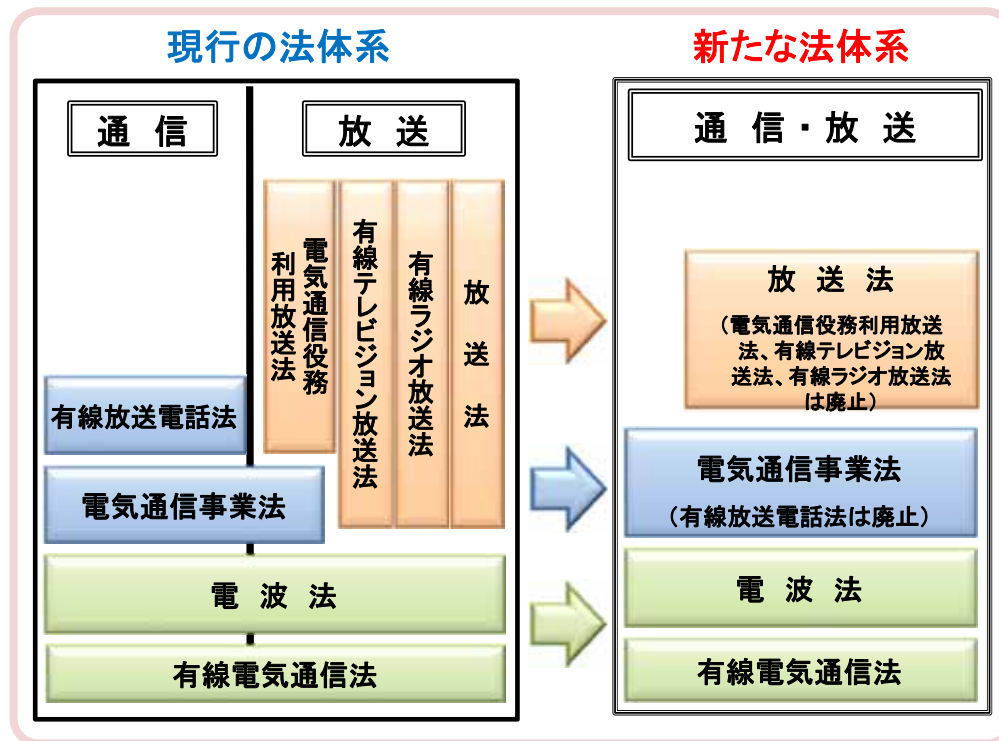 現行の法体系
通 信
放 送
電気通信役務
利用放送法
有線テレビジョン放送法
有線ラジオ放送法
放 送 法
有線放送電話法
電気通信事業法
電 波 法
有線電気通信法
新たな法体系
通 信・放 送
放 送 法
（電気通信役務利用放送
法、有線テレビジョン放
送法、有線ラジオ放送法
は廃止）
電気通信事業法
（有線放送電話法は廃止）
電 波 法
有線電気通信法